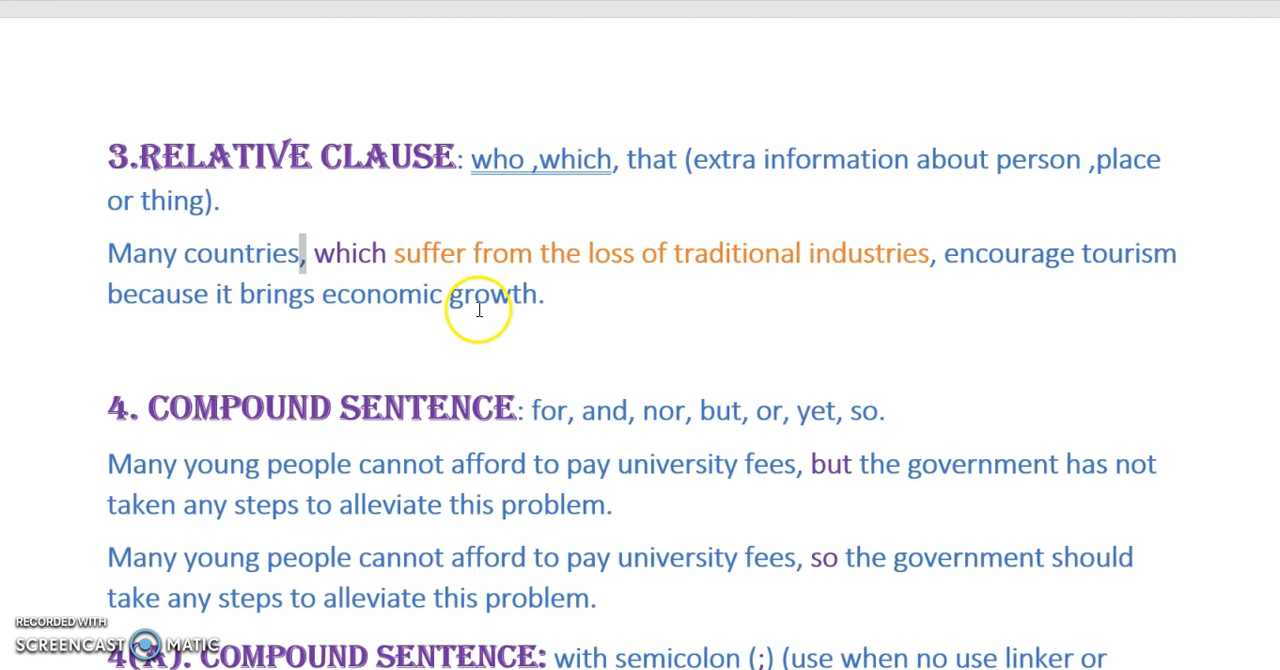 3.RELATIVE CLAUSE: who ,which, that (extra information about person ,place
or thing).
Many countries, which suffer from the loss of traditional industries, encourage tourism
because it brings economic growth.
4. COMPOUND SENTENCE: for, and, nor, but, or, yet, so.
Many young people cannot afford to pay university fees, but the government has not
taken any steps to alleviate this problem.
Many young people cannot afford to pay university fees, so the government should
take any steps to alleviate this problem.
RECORDED WITH
SCREENCAST MATIC
4(A). COMPOUND SENTENCE: with semicolon (;) (use when no use linker or